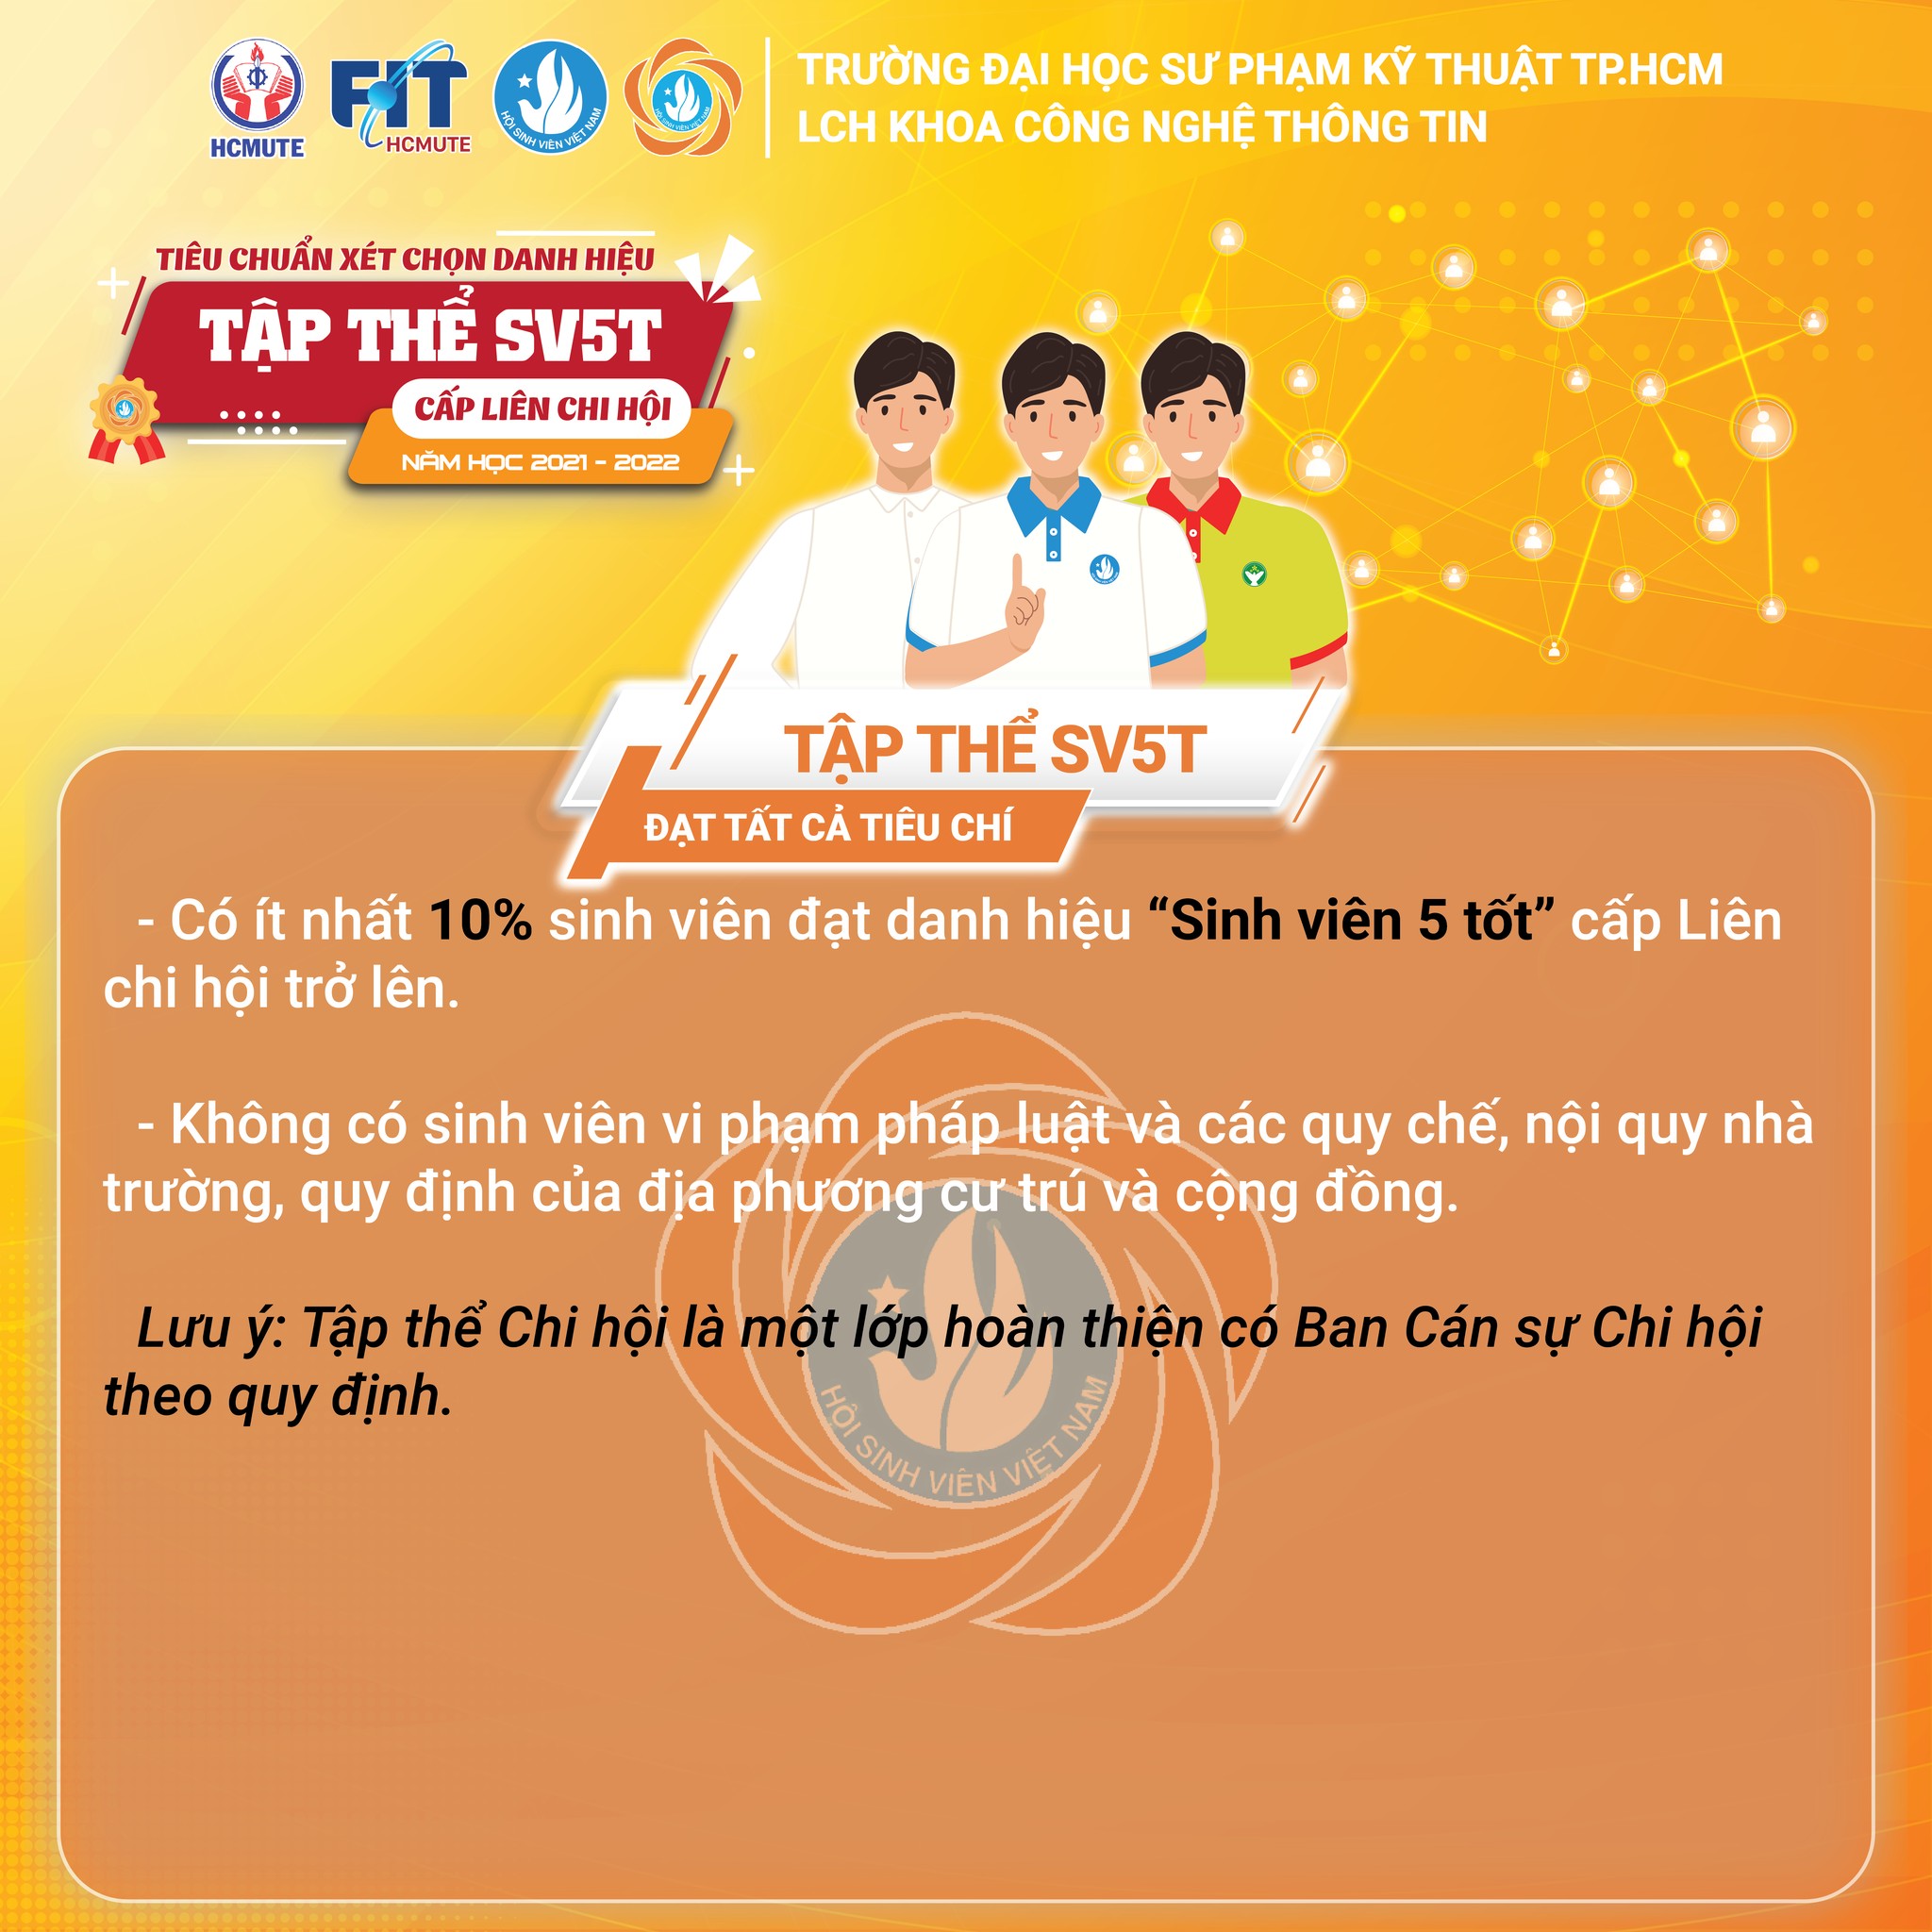 HCMUTE
FIT
HCMUTE
HỘI SINH VIÊN VIỆT NAM
HỘI SINH VIÊN VIỆT NAM
TRƯỜNG ĐẠI HỌC SƯ PHẠM KỸ THUẬT TP.HCM
LCH KHOA CÔNG NGHỆ THÔNG TIN
TIÊU CHUẨN XÉT CHỌN DANH HIỆU
TẬP THỂ SV5T
CẤP LIÊN CHI HỘI
NĂM HỌC 2021 - 2022
TẬP THỂ SV5T
ĐẠT TẤT CẢ TIÊU CHÍ
- Có ít nhất 10% sinh viên đạt danh hiệu “Sinh viên 5 tốt” cấp Liên
chi hội trở lên.
- Không có sinh viên vi phạm pháp luật và các quy chế, nội quy nhà
trường, quy định của địa phương cư trú và cộng đồng.
Lưu ý: Tập thể Chi hội là một lớp hoàn thiện có Ban Cán sự Chi hội
theo quy định.
HỘI SINH VIÊN VIỆT NAM